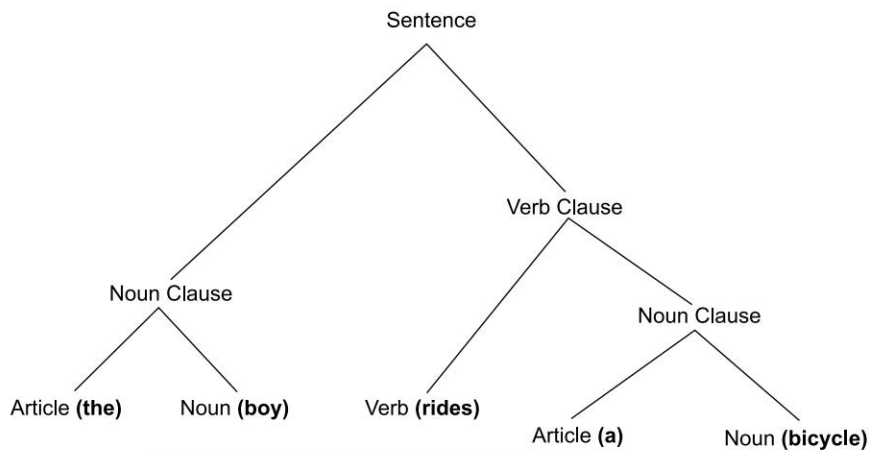 Sentence
Verb Clause
Noun Clause
Noun Clause
Article (the)
Noun (boy)
Verb (rides)
Article (a)
Noun (bicycle)